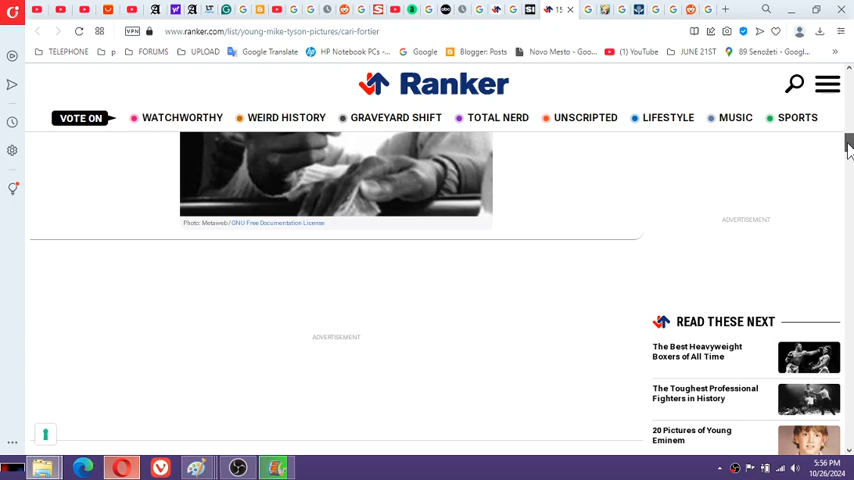 15
www.ranker.com/list/young-mike-tyson-pictures/cari-fortier
VPN
TELEPHONE
p
FORUMS
UPLOAD
Google Translate
HP Notebook PCs -...
Google
Blogger: Posts
Novo Mesto - Goo...
(1) YouTube
JUNE 21ST
89 Senožeti - Googl...
Ranker
VOTE ON
WATCHWORTHY
WEIRD HISTORY
GRAVEYARD SHIFT
TOTAL NERD
UNSCRIPTED
LIFESTYLE
MUSIC
SPORTS
Photo: Metaweb / GNU Free Documentation License
ADVERTISEMENT
ADVERTISEMENT
READ THESE NEXT
The Best Heavyweight
Boxers of All Time
The Toughest Professional
Fighters in History
20 Pictures of Young
Eminem
5:56 PM
10/26/2024